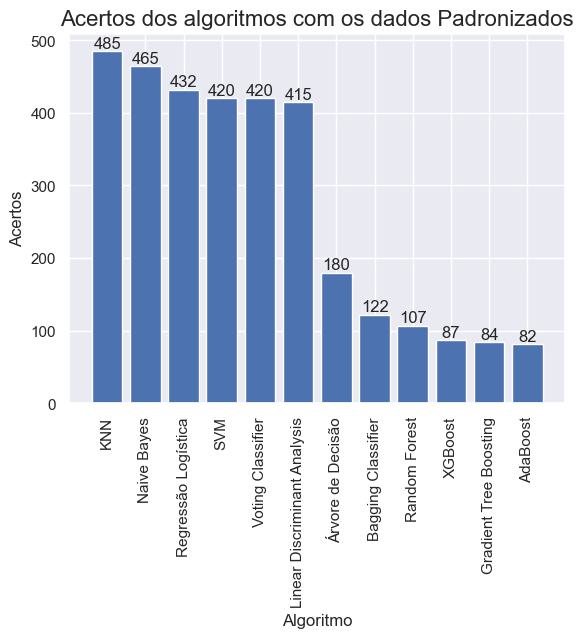 Acertos dos algoritmos com os dados Padronizados
500
400
300
200
100
0
Acertos
485
465
432
420
420
415
180
122
107
87
84
82
KNN
Naive Bayes
Regressão Logística
SVM
Voting Classifier
Linear Discriminant Analysis
Árvore de Decisão
Bagging Classifier
Random Forest
XGBoost
Gradient Tree Boosting
AdaBoost
Algoritmo